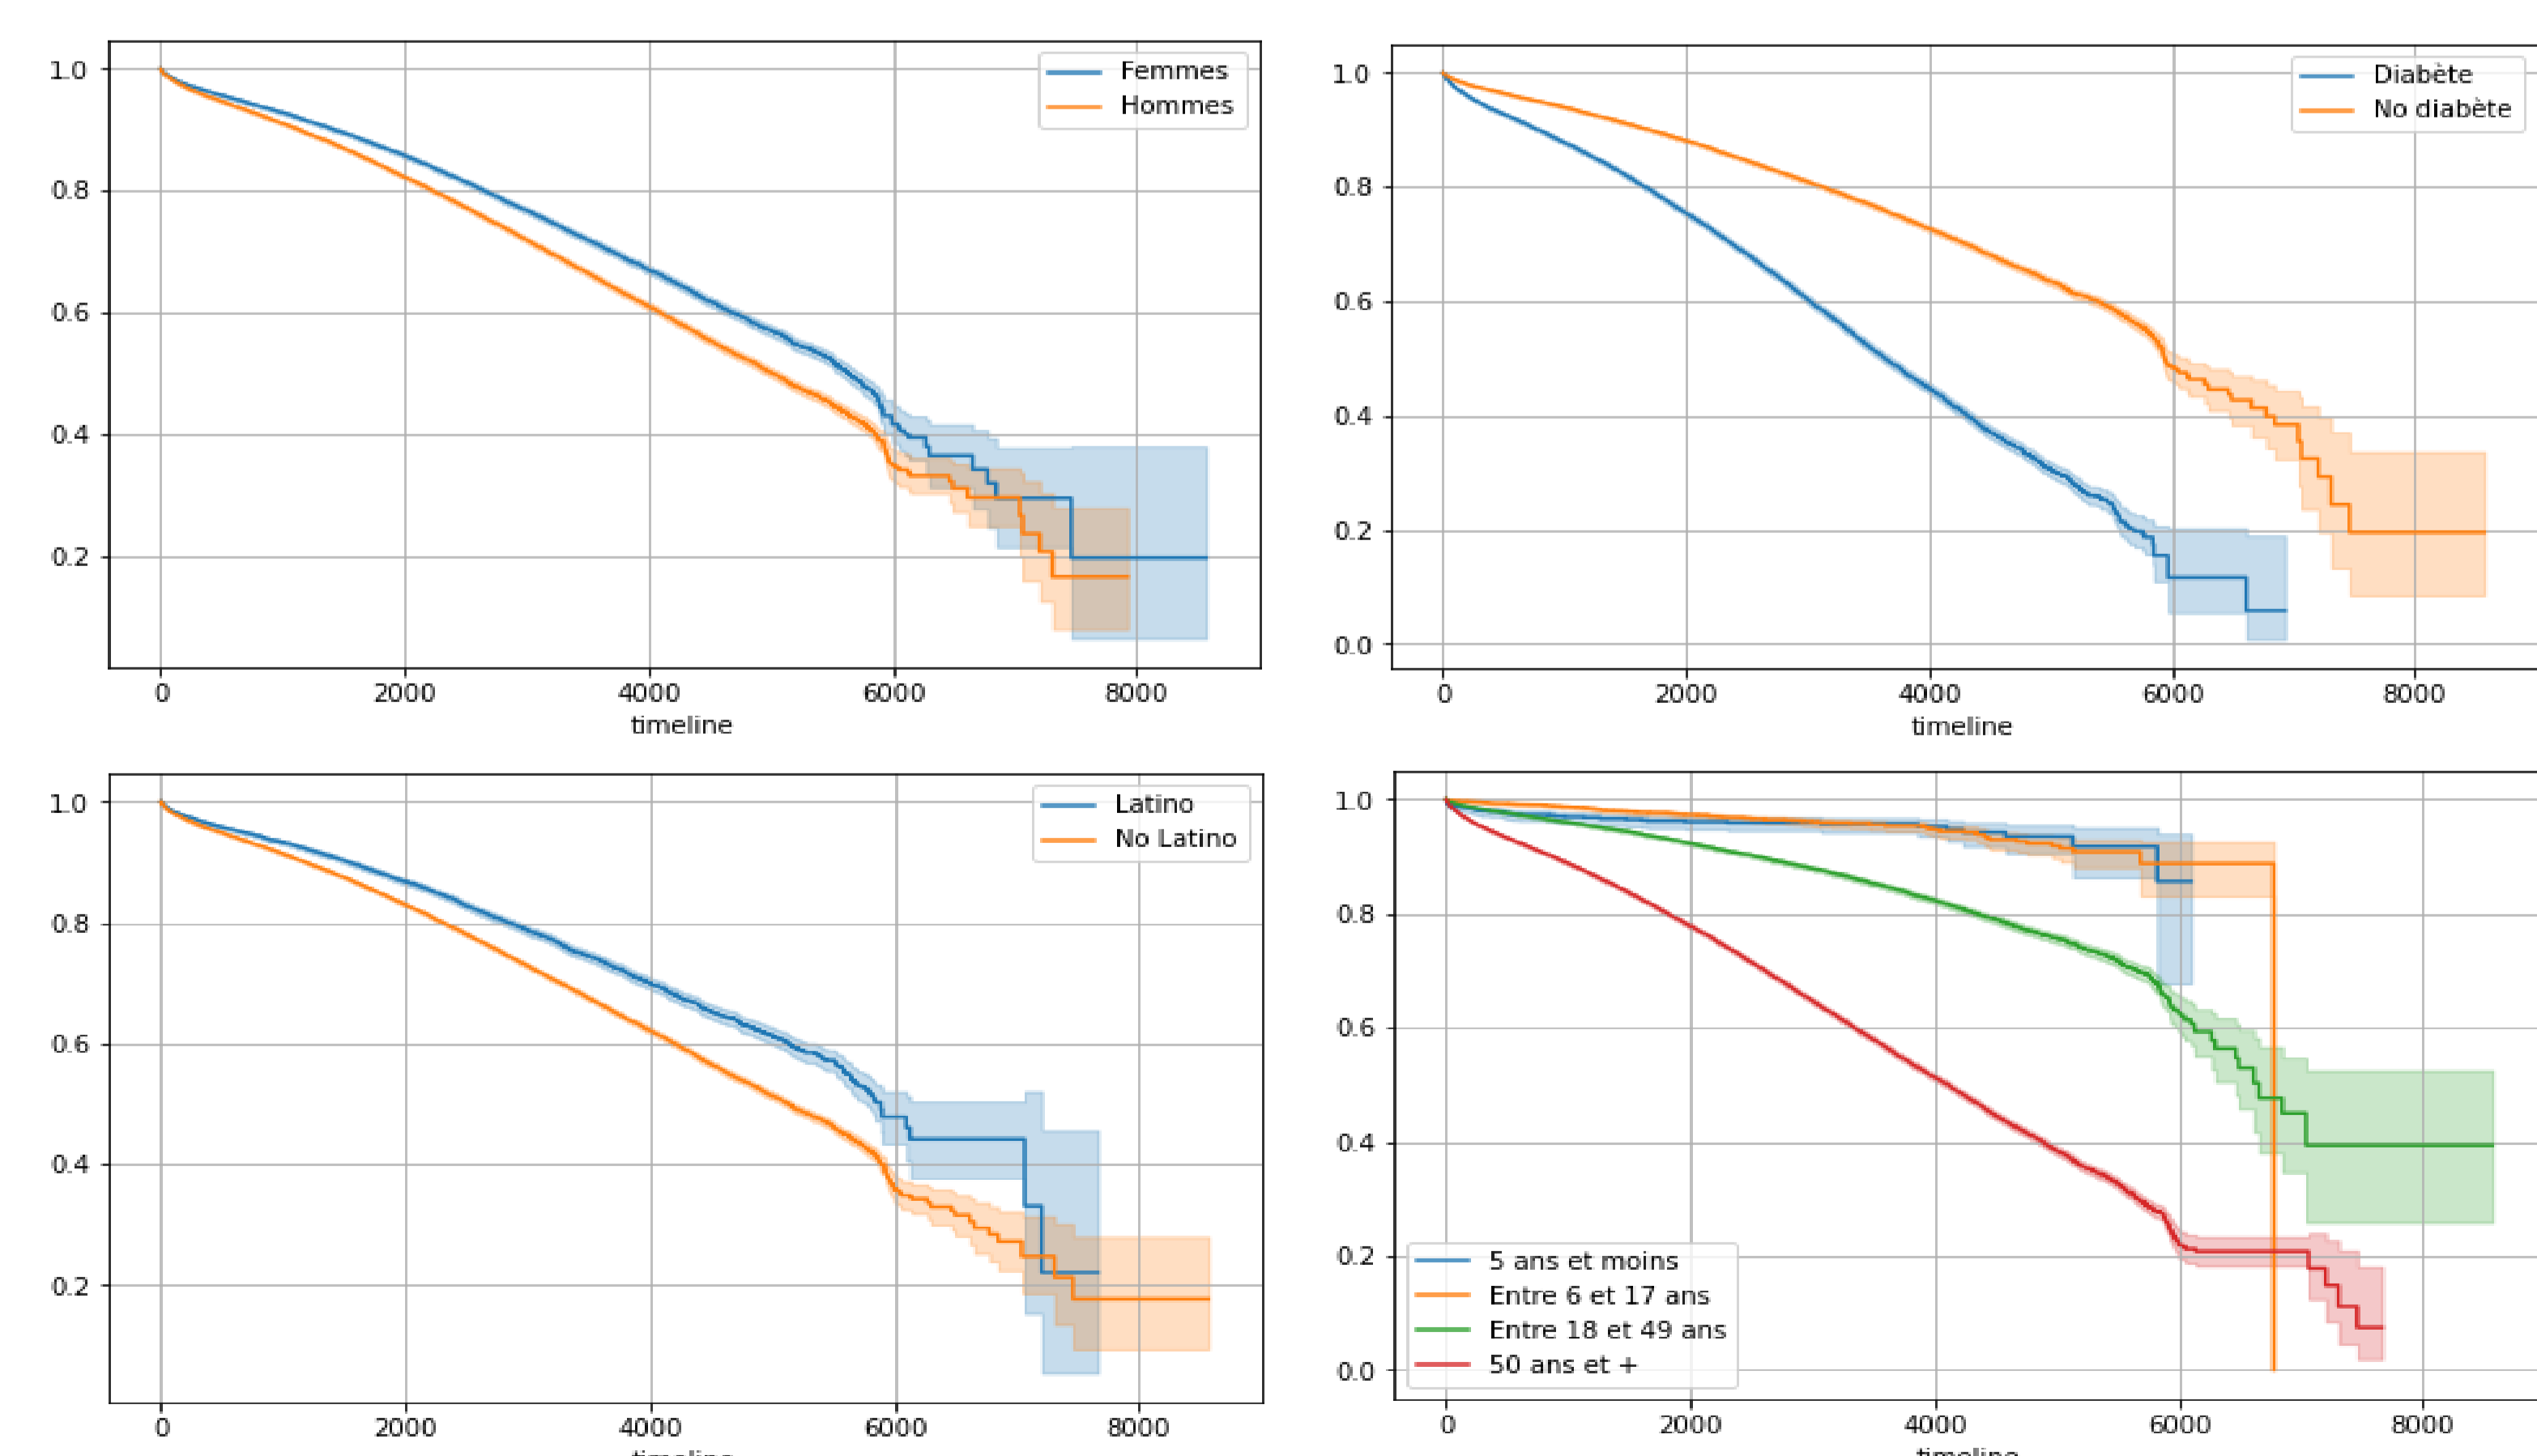 1.0
0.8
0.6
0.4
0.2
0 2000 4000 6000 8000
timeline
Femmes
Hommes
1.0
0.8
0.6
0.4
0.2
0.0
0 2000 4000 6000 8000
timeline
Diabète
No diabète
1.0
0.8
0.6
0.4
0.2
0 2000 4000 6000 8000
timeline
Latino
No Latino
1.0
0.8
0.6
0.4
0.2
0.0
0 2000 4000 6000 8000
timeline
5 ans et moins
Entre 6 et 17 ans
Entre 18 et 49 ans
50 ans et +